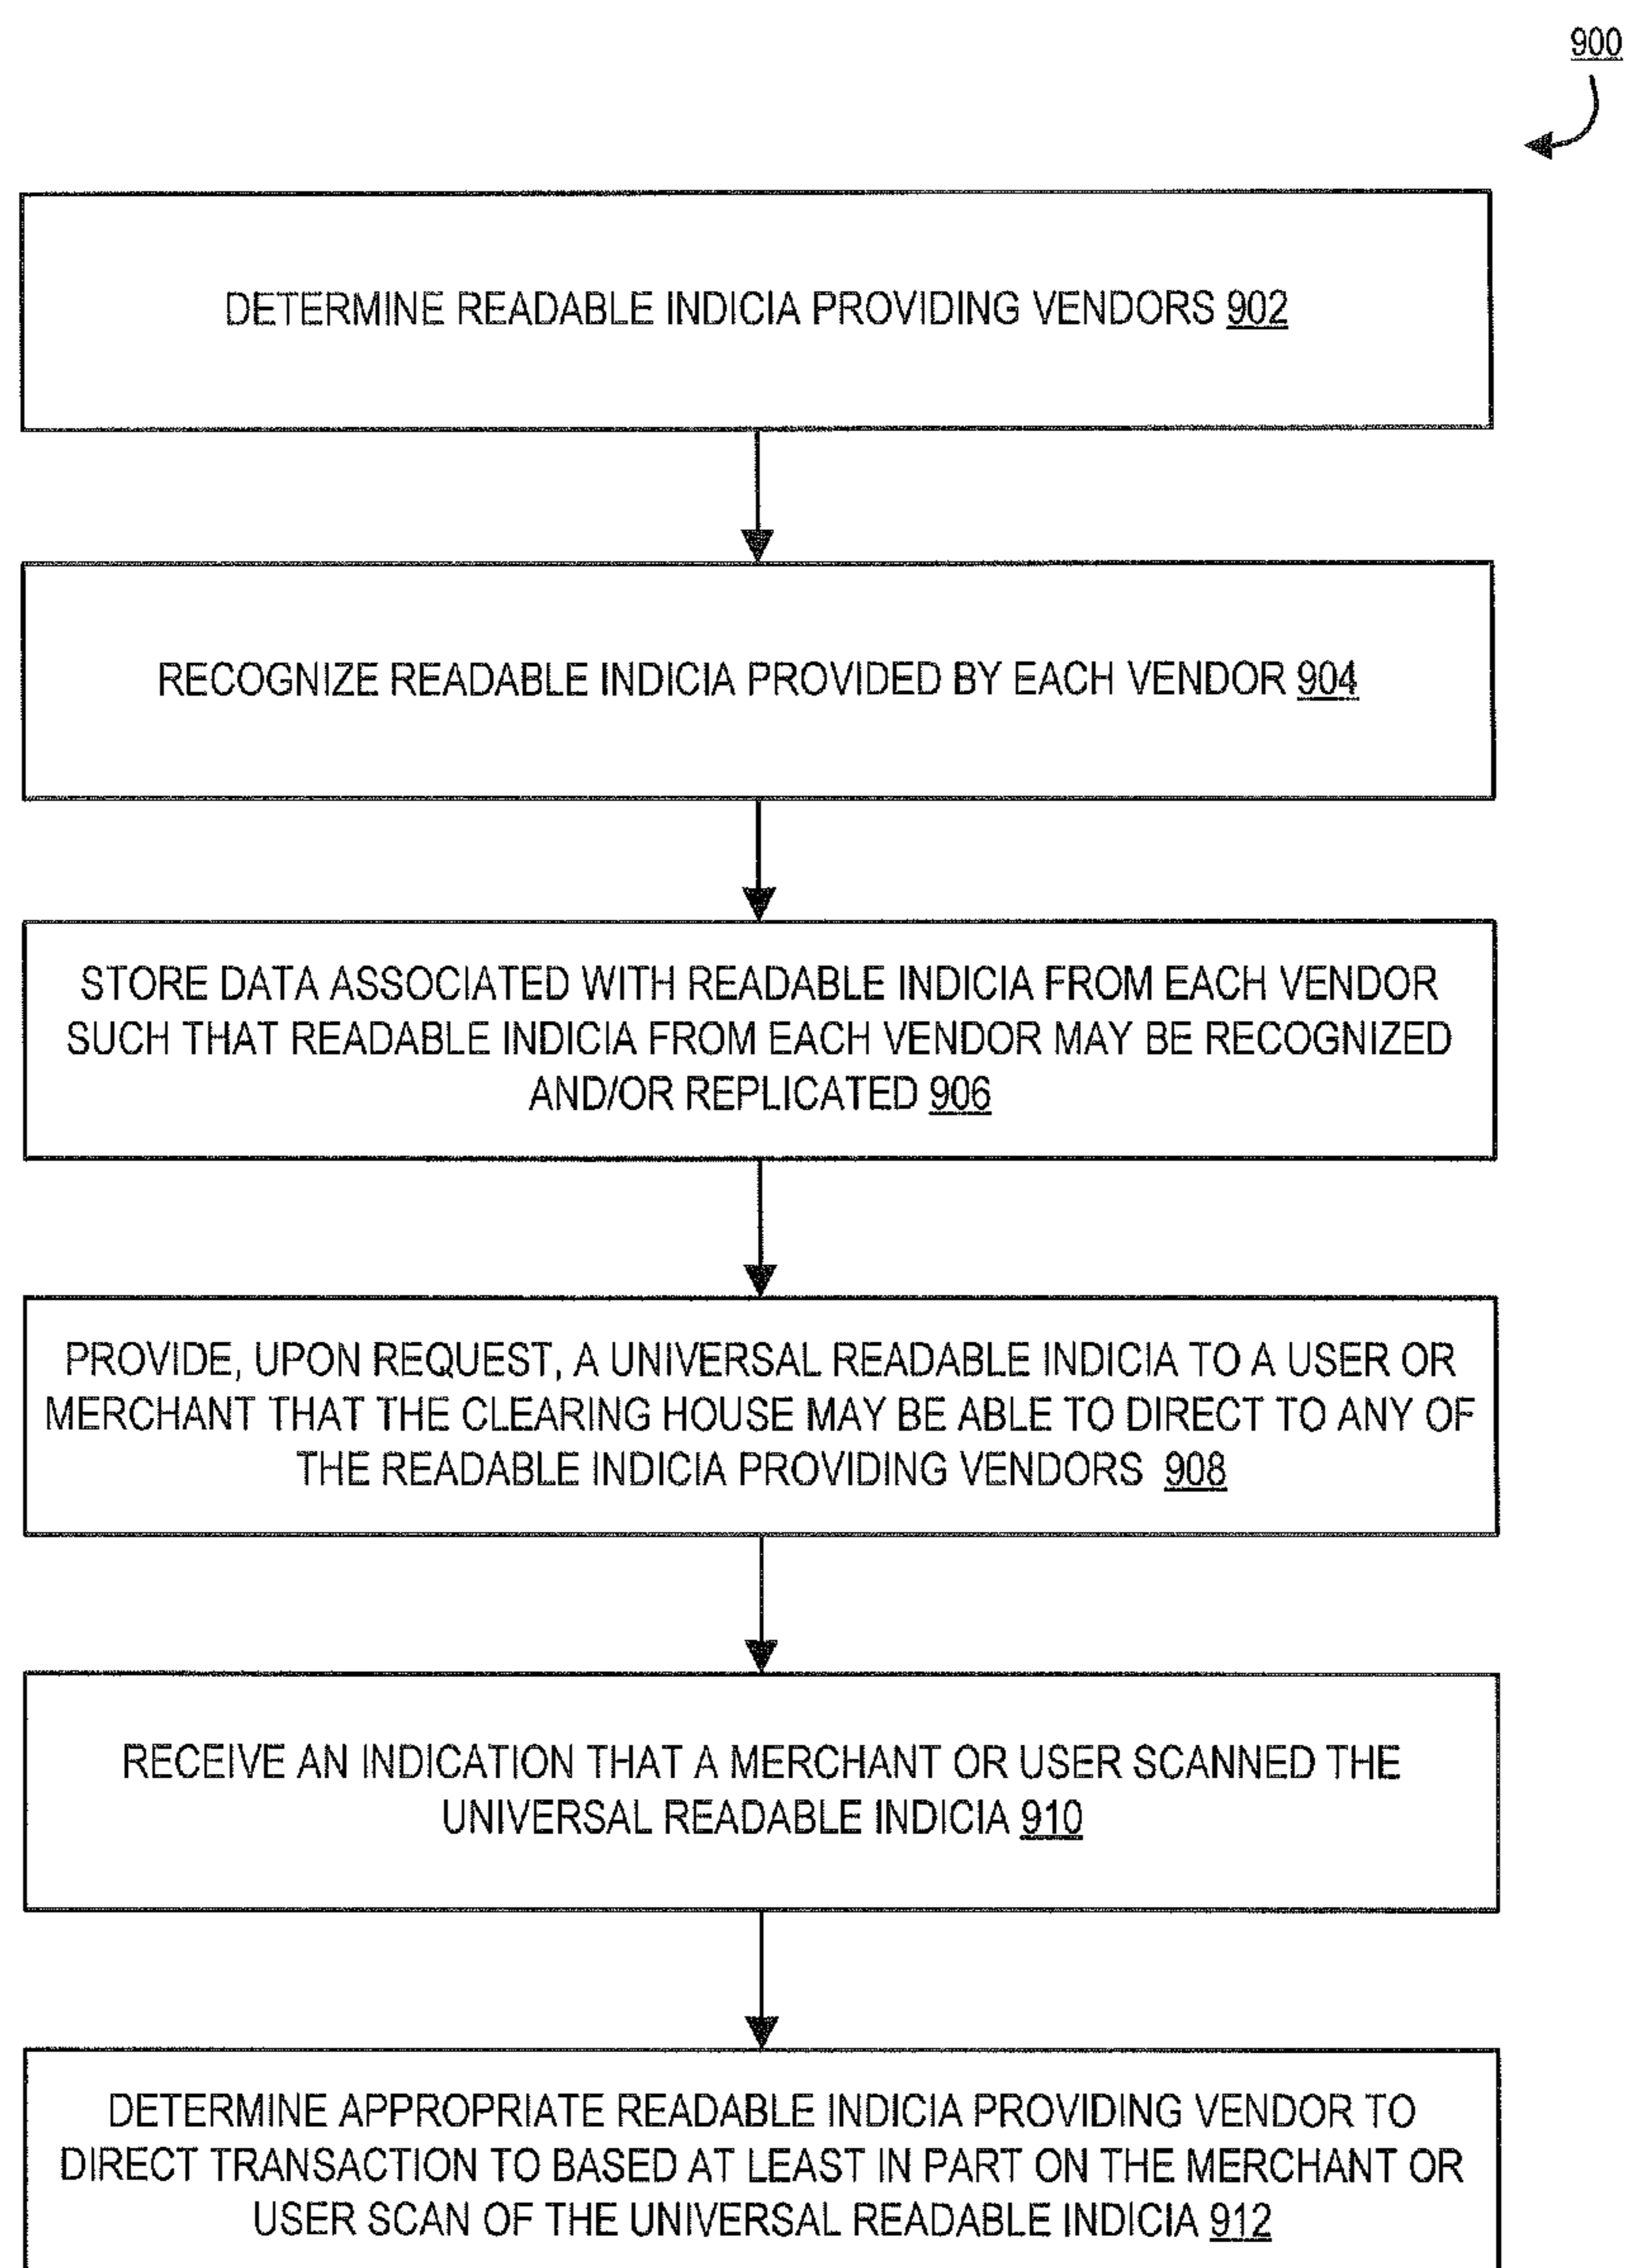 900
DETERMINE READABLE INDICIA PROVIDING VENDORS 902
RECOGNIZE READABLE INDICIA PROVIDED BY EACH VENDOR 904
STORE DATA ASSOCIATED WITH READABLE INDICIA FROM EACH VENDOR
SUCH THAT READABLE INDICIA FROM EACH VENDOR MAY BE RECOGNIZED
AND/OR REPLICATED 906
PROVIDE, UPON REQUEST, A UNIVERSAL READABLE INDICIA TO A USER OR
MERCHANT THAT THE CLEARING HOUSE MAY BE ABLE TO DIRECT TO ANY OF
THE READABLE INDICIA PROVIDING VENDORS 908
RECEIVE AN INDICATION THAT A MERCHANT OR USER SCANNED THE
UNIVERSAL READABLE INDICIA 910
DETERMINE APPROPRIATE READABLE INDICIA PROVIDING VENDOR TO
DIRECT TRANSACTION TO BASED AT LEAST IN PART ON THE MERCHANT OR
USER SCAN OF THE UNIVERSAL READABLE INDICIA 912